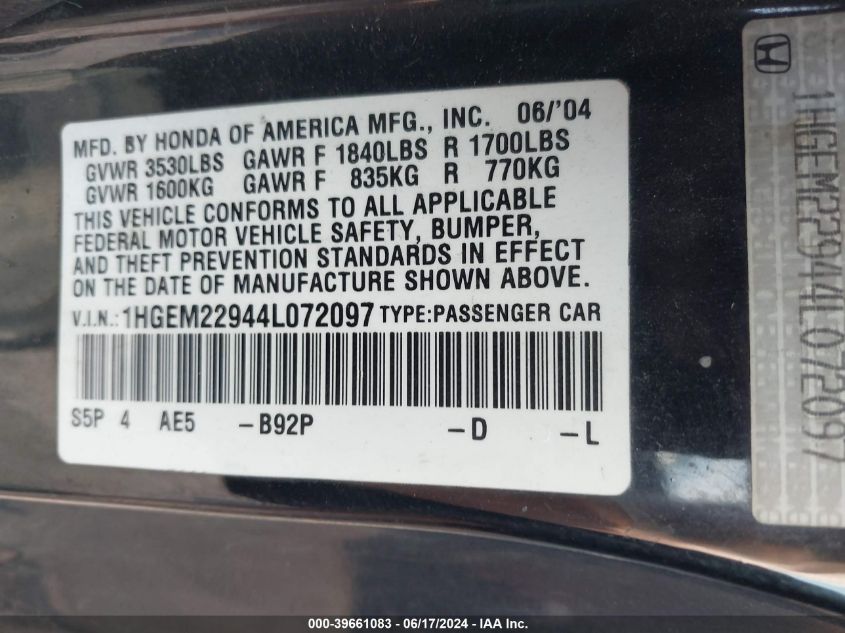 MFD. BY HONDA OF AMERICA MFG., INC. 06/'04
GVWR 3530LBS GAWR F 1840LBS R 1700LBS
GVWR 1600KG GAWR F 835KG R 770KG
THIS VEHICLE CONFORMS TO ALL APPLICABLE
FEDERAL MOTOR VEHICLE SAFETY, BUMPER,
AND THEFT PREVENTION STANDARDS IN EFFECT
ON THE DATE OF MANUFACTURE SHOWN ABOVE.
V.I.N.: 1HGEM22944L072097 TYPE:PASSENGER CAR
S5P 4 AE5 -B92P -D -L
1HGEM22944L072097
000-39661083 - 06/17/2024 - IAA Inc.